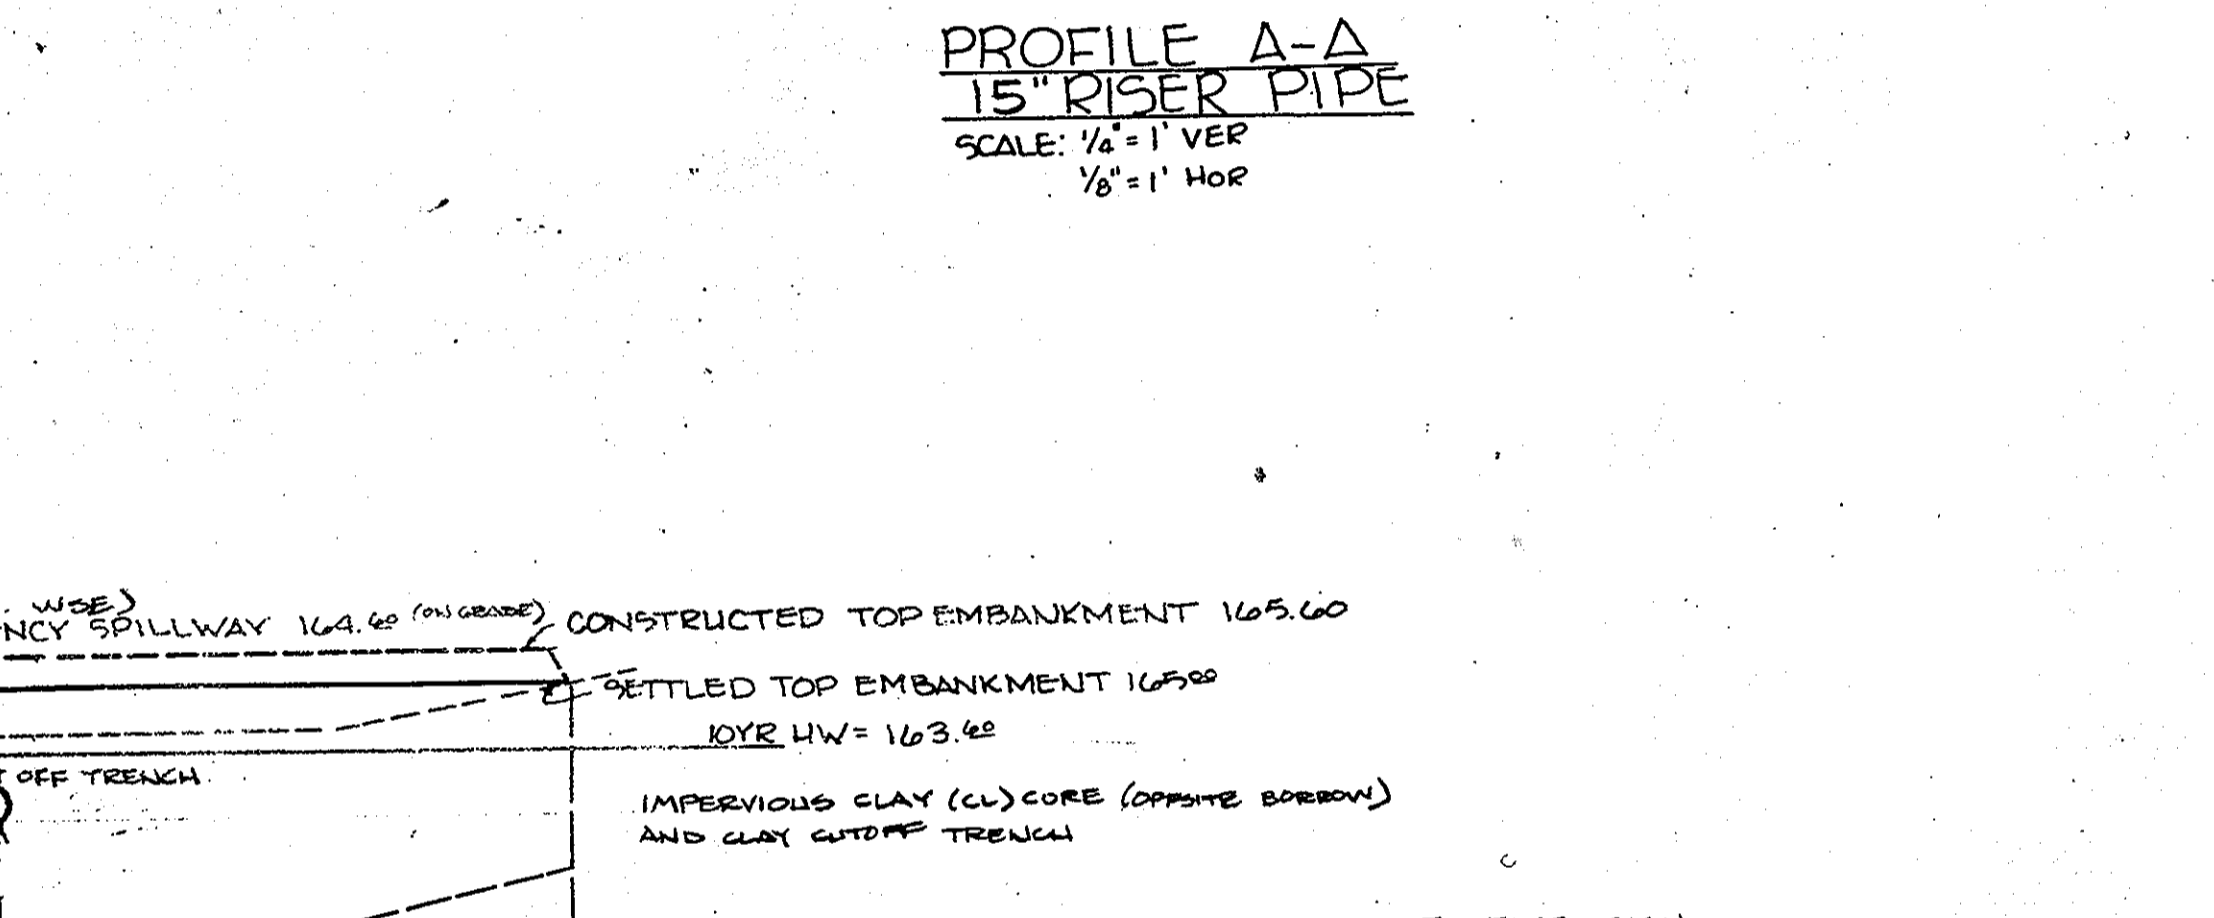 PROFILE A-A
15" RISER PIPE
SCALE: 1/4" = 1' VER
1/8" = 1' HOR
WSE)
NCY SPILLWAY 164.60 (ON GRADE)
CONSTRUCTED TOP EMBANKMENT 165.60
SETTLED TOP EMBANKMENT 165.00
10YR HW = 163.60
OFF TRENCH
IMPERVIOUS CLAY (CL) CORE (OPPSITE BORROW)
AND CLAY CUTOFF TRENCH